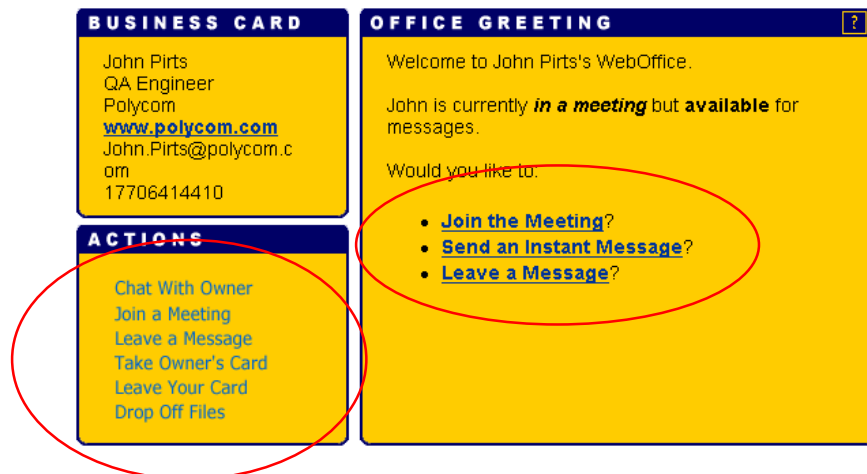 BUSINESS CARD
John Pirts
QA Engineer
Polycom
www.polycom.com
John.Pirts@polycom.c
om
17706414410
ACTIONS
Chat With Owner
Join a Meeting
Leave a Message
Take Owner's Card
Leave Your Card
Drop Off Files
OFFICE GREETING
?
Welcome to John Pirts's WebOffice.
John is currently in a meeting but available for
messages.
Would you like to:
• Join the Meeting?
• Send an Instant Message?
• Leave a Message?